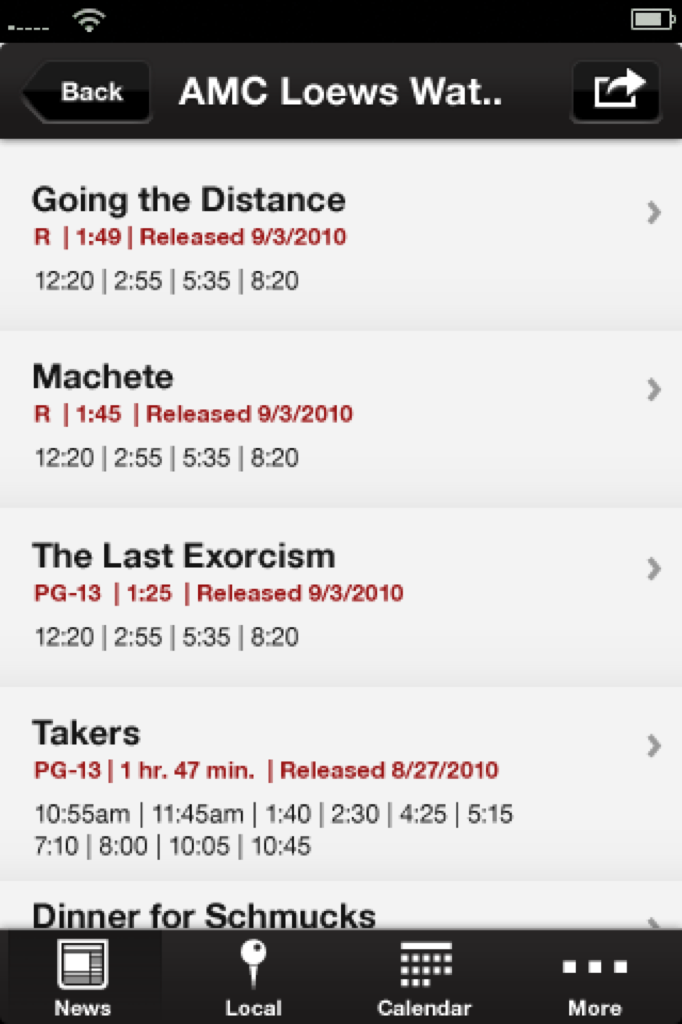 Back
AMC Loews Wat..
Going the Distance
R | 1:49 | Released 9/3/2010
12:20 | 2:55 | 5:35 | 8:20
Machete
R | 1:45 | Released 9/3/2010
12:20 | 2:55 | 5:35 | 8:20
The Last Exorcism
PG-13 | 1:25 | Released 9/3/2010
12:20 | 2:55 | 5:35 | 8:20
Takers
PG-13 | 1 hr. 47 min. | Released 8/27/2010
10:55am | 11:45am | 1:40 | 2:30 | 4:25 | 5:15
7:10 | 8:00 | 10:05 | 10:45
Dinner for Schmucks
News Local Calendar More